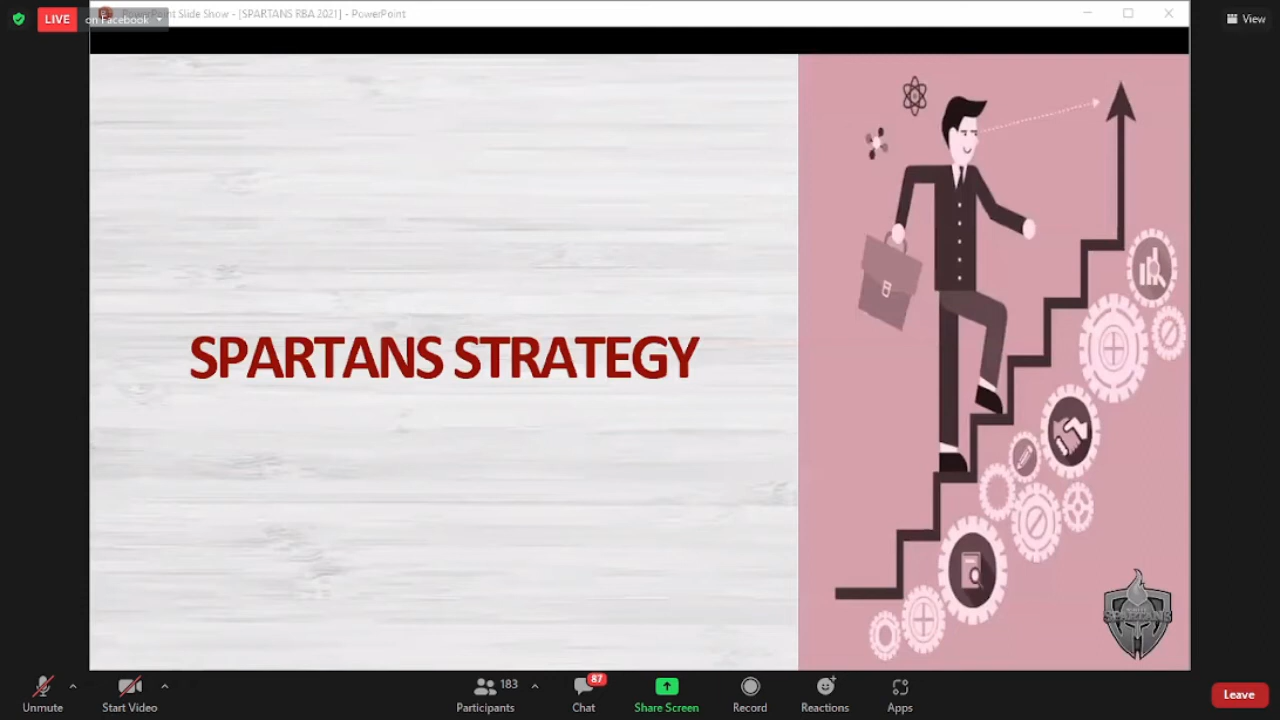 LIVE on Facebook
PowerPoint Slide Show - [SPARTANS RBA 2021] - PowerPoint
View
SPARTANS STRATEGY
SPARTANS
Unmute
Start Video
183
Participants
87
Chat
Share Screen
Record
Reactions
Apps
Leave